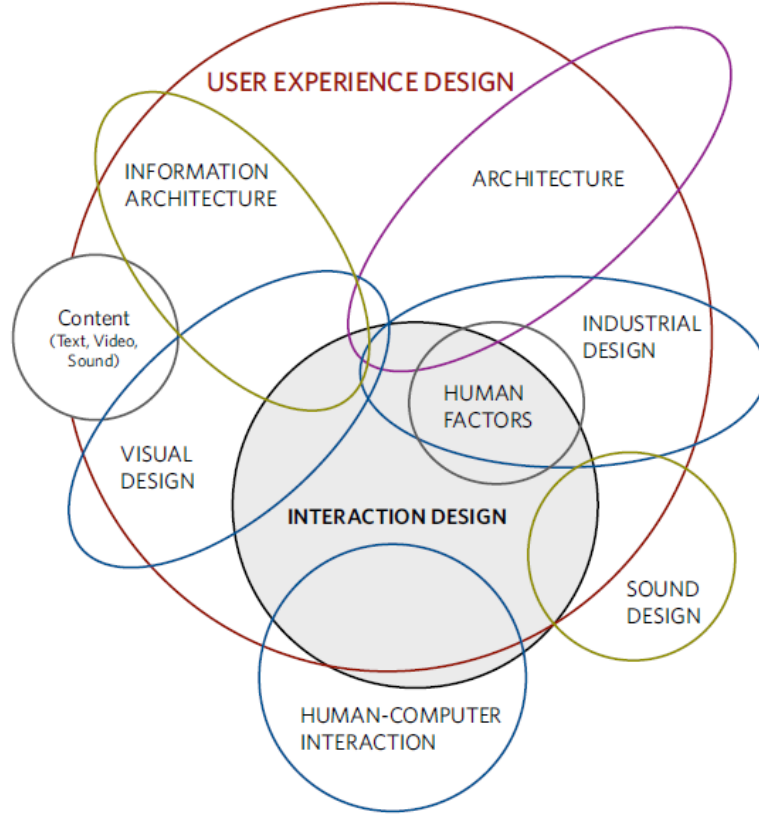 USER EXPERIENCE DESIGN
INFORMATION
ARCHITECTURE
ARCHITECTURE
Content
(Text, Video,
Sound)
INDUSTRIAL
DESIGN
HUMAN
FACTORS
VISUAL
DESIGN
INTERACTION DESIGN
SOUND
DESIGN
HUMAN-COMPUTER
INTERACTION